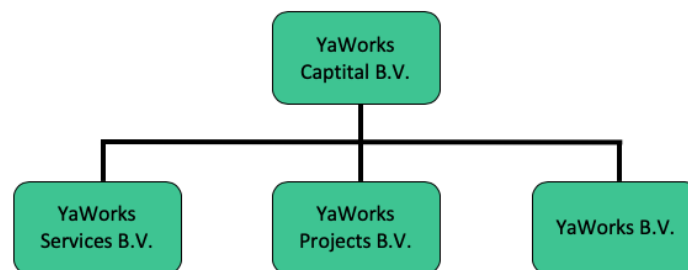 YaWorks
Captital B.V.
YaWorks
Services B.V.
YaWorks
Projects B.V.
YaWorks B.V.